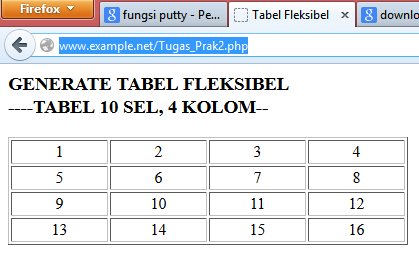 Firefox
fungsi putty - Pe...
Tabel Fleksibel
downlo
www.example.net/Tugas_Prak2.php
GENERATE TABEL FLEKSIBEL
----TABEL 10 SEL, 4 KOLOM--
1 2 3 4
5 6 7 8
9 10 11 12
13 14 15 16